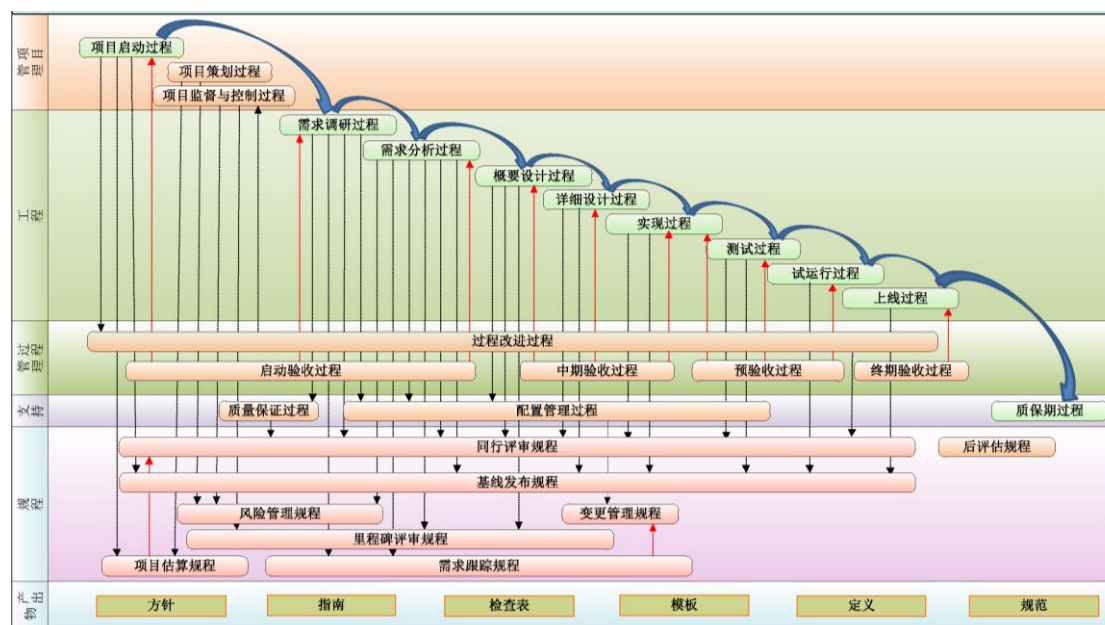 项目管理
项目启动过程
项目策划过程
项目监督与控制过程
工程
需求调研过程
需求分析过程
概要设计过程
详细设计过程
实现过程
测试过程
试运行过程
上线过程
过程管理
过程改进过程
启动验收过程
中期验收过程
预验收过程
终期验收过程
支持
质量保证过程
配置管理过程
质保期过程
规程
同行评审规程
后评估规程
基线发布规程
风险管理规程
变更管理规程
里程碑评审规程
项目估算规程
需求跟踪规程
产出物
方针
指南
检查表
模板
定义
规范